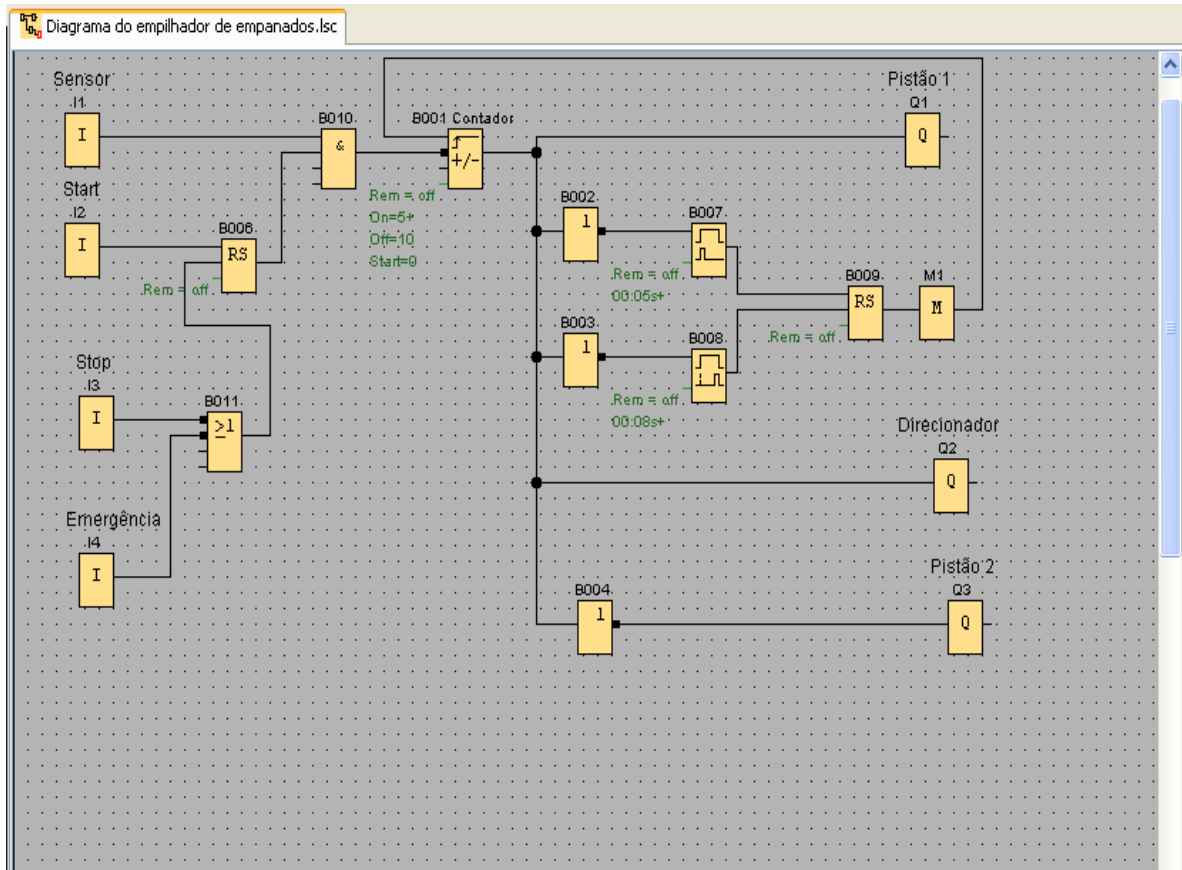 Diagrama do empilhador de empanados.lsc
Sensor
I1
I
Start
I2
I
B006
RS
Rem = off
Stop
I3
I
B011
>1
Emergência
I4
I
B010
&
B001 Contador
+/-
Rem = off
On=5+
Off=10
Start=0
B002
1
B007
Rem = off
00:05s+
B003
1
B008
Rem = off
00:08s+
B009
RS
Rem = off
M1
M
Pistão 1
Q1
Q
Direcionador
Q2
Q
B004
1
Pistão 2
Q3
Q